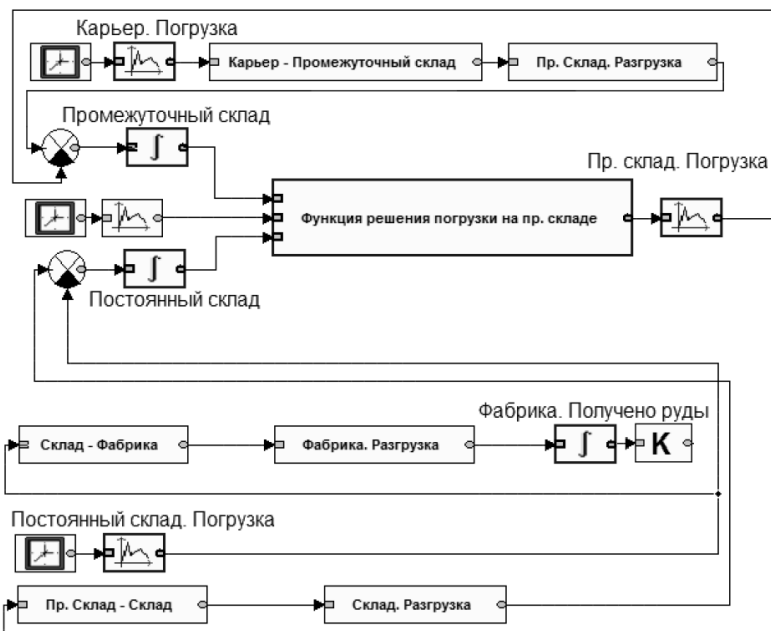 Карьер. Погрузка
Карьер - Промежуточный склад
Пр. Склад. Разгрузка
Промежуточный склад
∫
Пр. склад. Погрузка
Функция решения погрузки на пр. складе
∫
Постоянный склад
Фабрика. Получено руды
Склад - Фабрика
Фабрика. Разгрузка
∫
K
Постоянный склад. Погрузка
Пр. Склад - Склад
Склад. Разгрузка